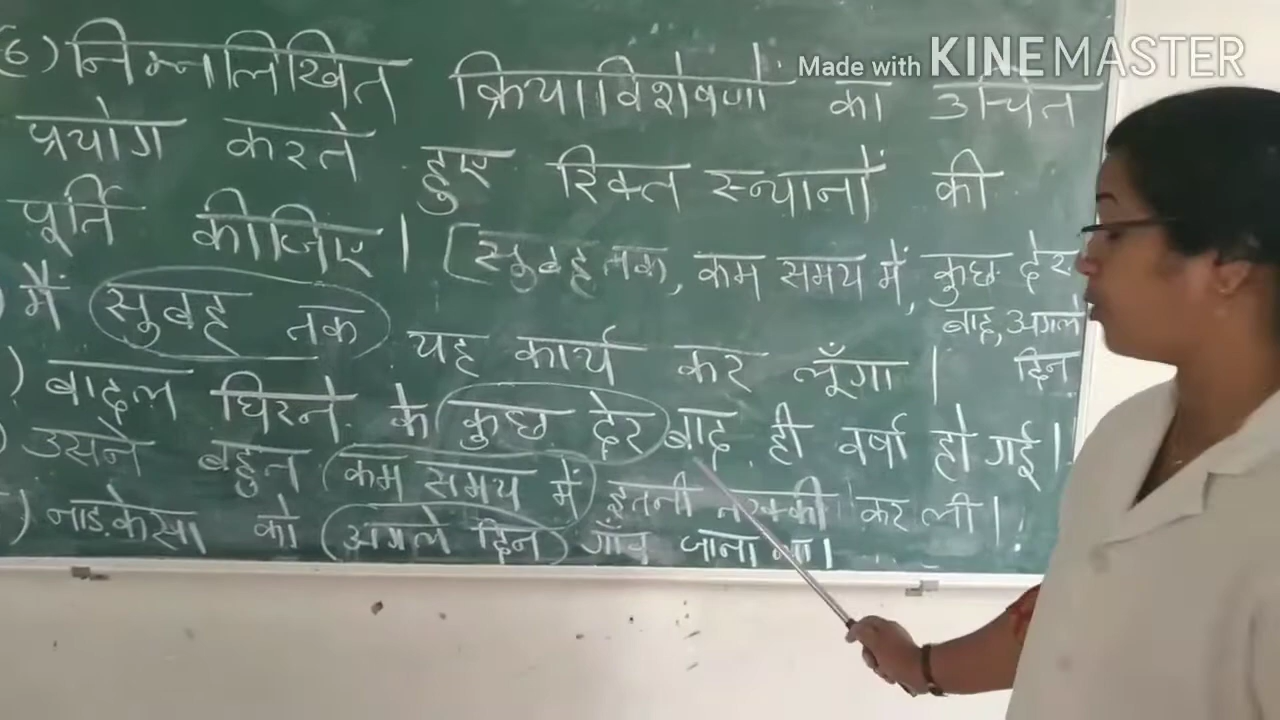 Made with KINEMASTER
(6) निम्नलिखित क्रियाविशेषणों का उचित
प्रयोग करते हुए रिक्त स्थानों की
पूर्ति कीजिए। [सुबह तक, कम समय में, कुछ देर
बाद, अगले
दिन
) मैं सुबह तक यह कार्य कर लूँगा।
) बादल घिरने के कुछ देर बाद ही वर्षा हो गई।
) उसने बहुत कम समय में इतनी तरक्की कर ली।
) को अगले दिन गाँव जाना था।